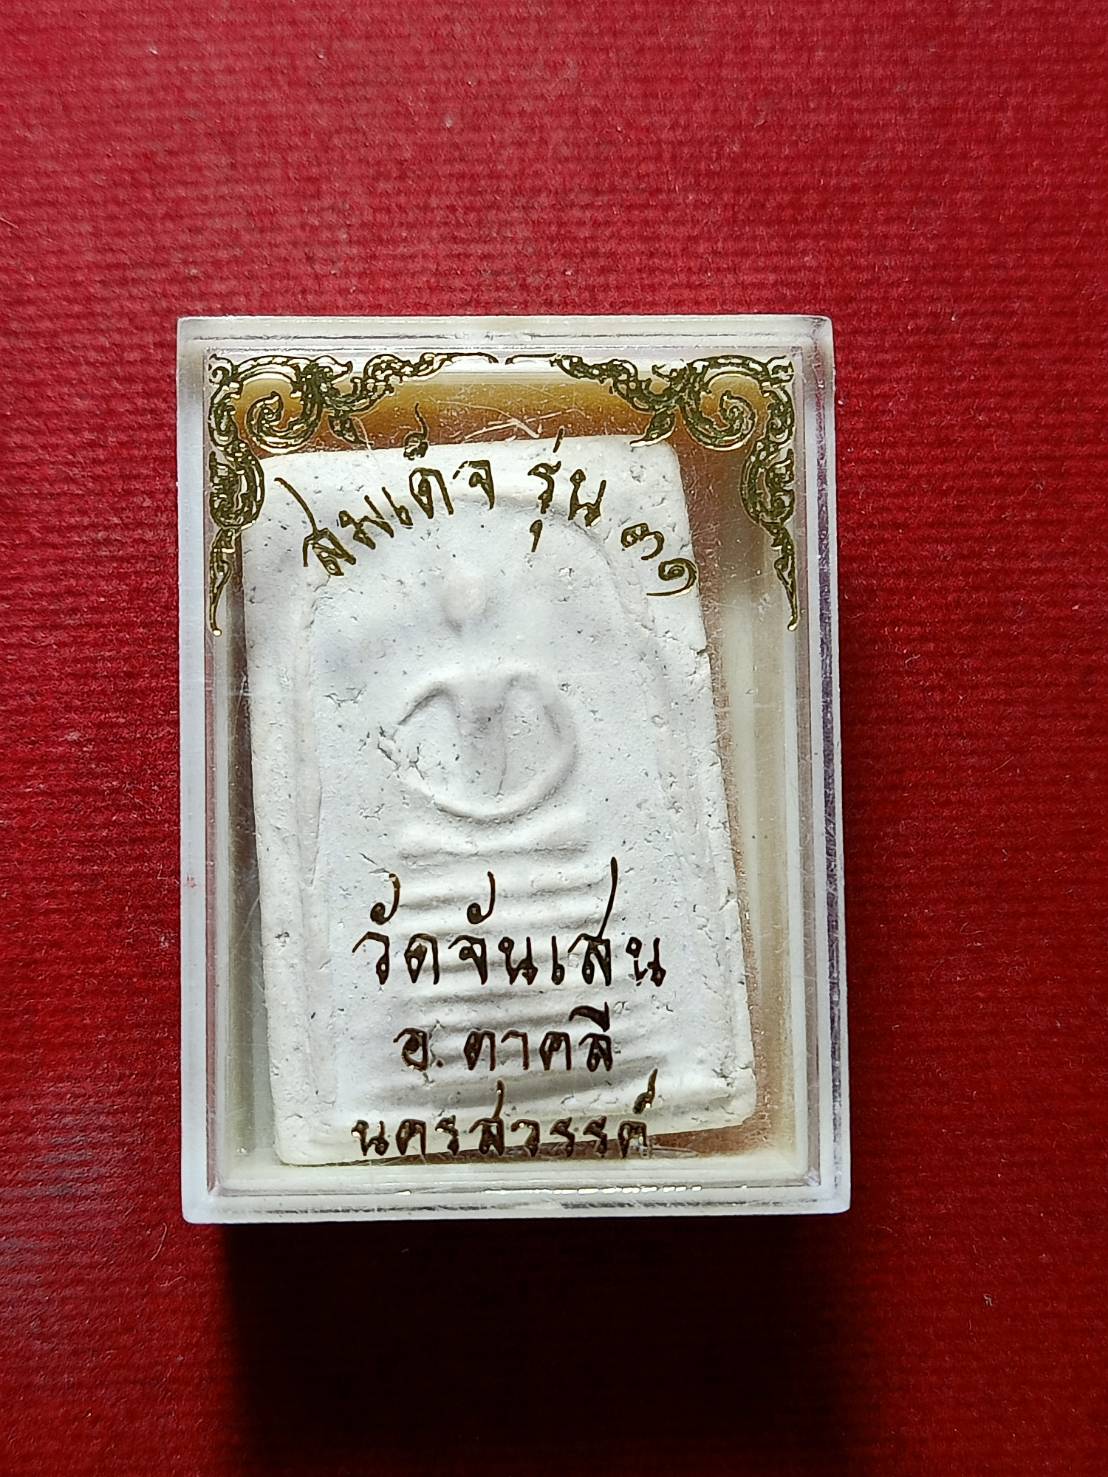 สมเด็จ รุ่น ๓๑
วัดจันเสน
อ. ตาคลี
นครสวรรค์